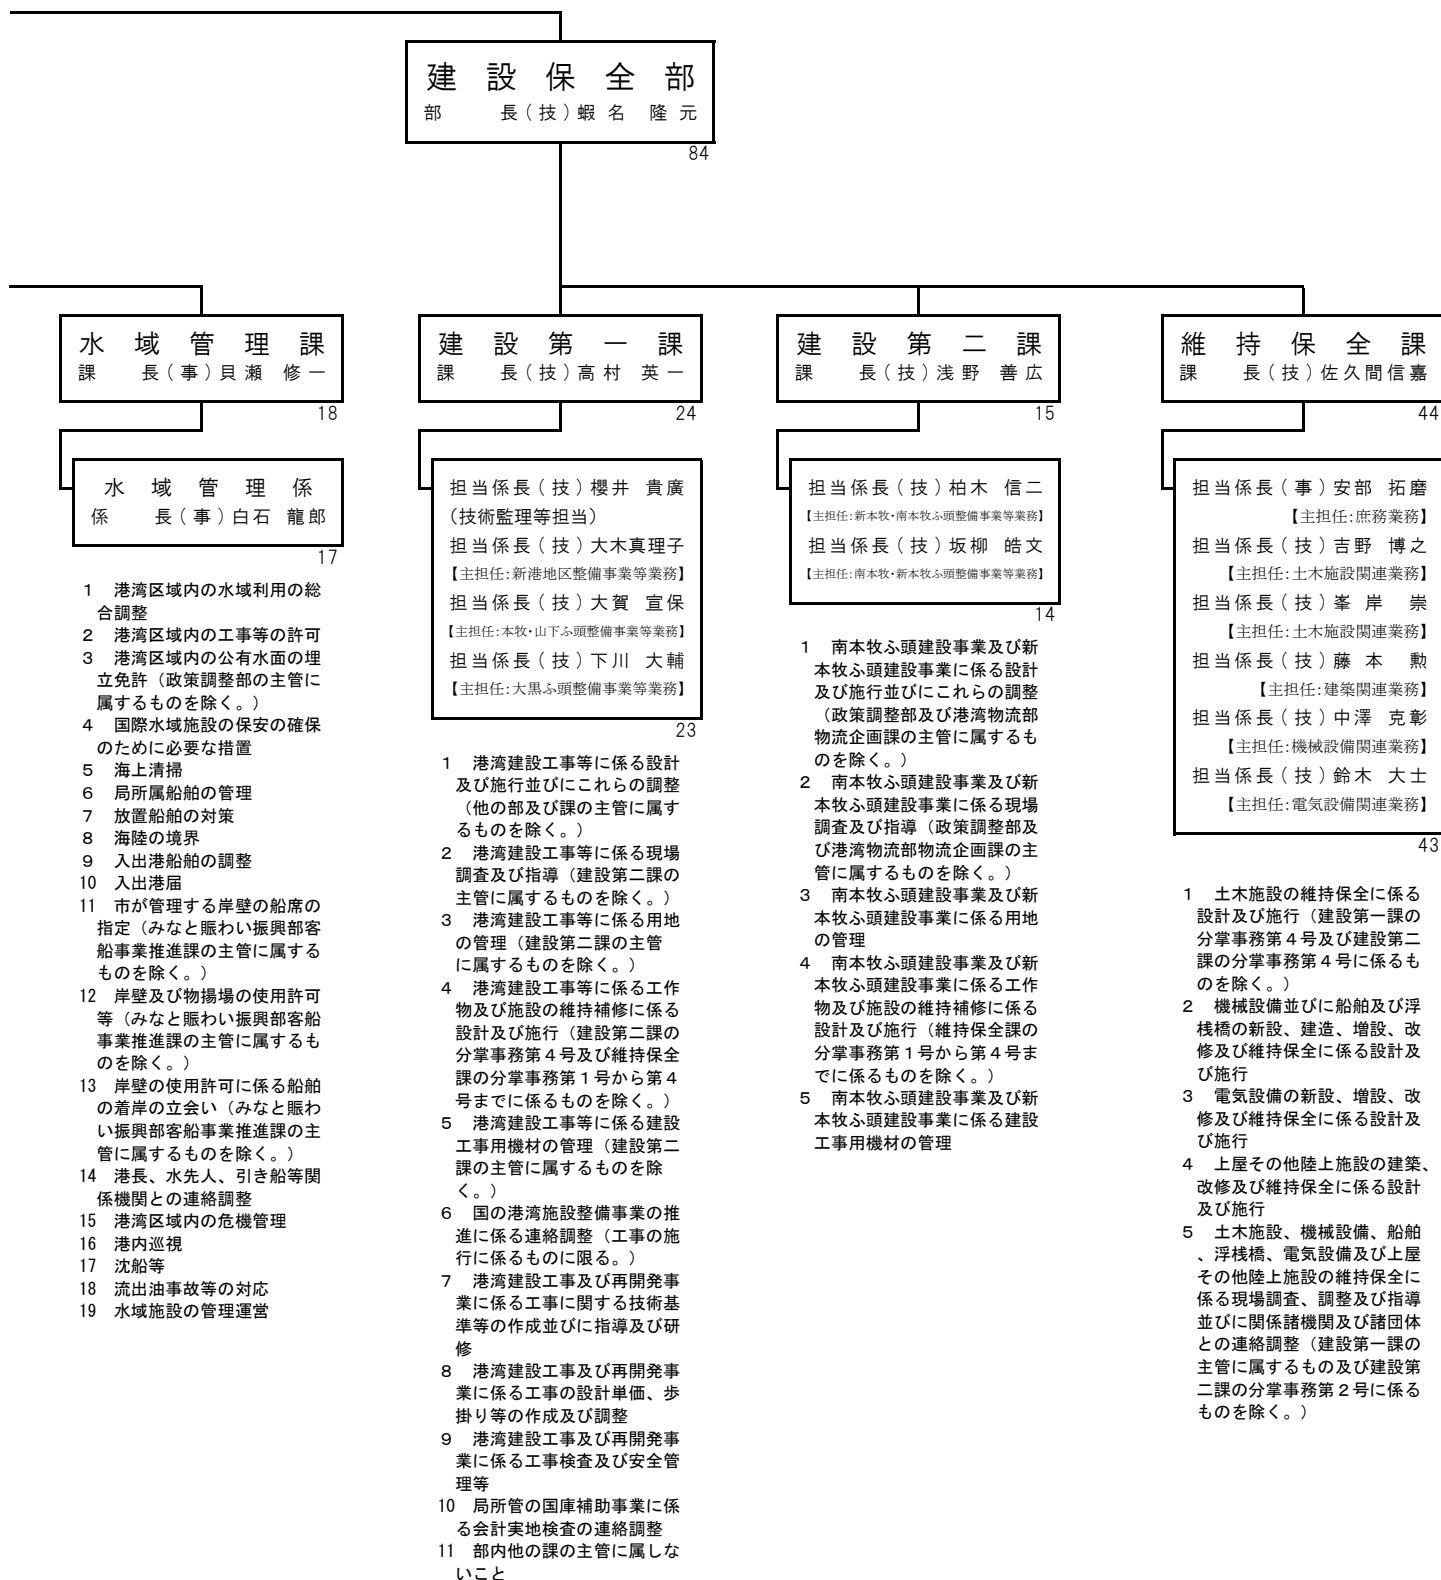 建設保全部
部　　長（技）蝦名　隆元
84
水域管理課
課　　長（事）貝瀬　修一
18
水域管理係
係　　長（事）白石　龍郎
17
1　港湾区域内の水域利用の総
合調整
2　港湾区域内の工事等の許可
3　港湾区域内の公有水面の埋
立免許（政策調整部の主管に
属するものを除く。）
4　国際水域施設の保安の確保
のために必要な措置
5　海上清掃
6　局所属船舶の管理
7　放置船舶の対策
8　海陸の境界
9　入出港船舶の調整
10　入出港届
11　市が管理する岸壁の船席の
指定（みなと賑わい振興部客
船事業推進課の主管に属する
ものを除く。）
12　岸壁及び物揚場の使用許可
等（みなと賑わい振興部客船
事業推進課の主管に属するも
のを除く。）
13　岸壁の使用許可に係る船舶
の着岸の立会い（みなと賑わ
い振興部客船事業推進課の主
管に属するものを除く。）
14　港長、水先人、引き船等関
係機関との連絡調整
15　港湾区域内の危機管理
16　港内巡視
17　沈船等
18　流出油事故等の対応
19　水域施設の管理運営
建設第一課
課　　長（技）高村　英一
24
担当係長（技）櫻井　貴廣
（技術監理等担当）
担当係長（技）大木真理子
【主担任：新港地区整備事業等業務】
担当係長（技）大賀　宣保
【主担任：本牧・山下ふ頭整備事業等業務】
担当係長（技）下川　大輔
【主担任：大黒ふ頭整備事業等業務】
23
1　港湾建設工事等に係る設計
及び施行並びにこれらの調整
（他の部及び課の主管に属す
るものを除く。）
2　港湾建設工事等に係る現場
調査及び指導（建設第二課の
主管に属するものを除く。）
3　港湾建設工事等に係る用地
の管理（建設第二課の主管
に属するものを除く。）
4　港湾建設工事等に係る工作
物及び施設の維持補修に係る
設計及び施行（建設第二課の
分掌事務第４号及び維持保全
課の分掌事務第１号から第４
号までに係るものを除く。）
5　港湾建設工事等に係る建設
工事用機材の管理（建設第二
課の主管に属するものを除
く。）
6　国の港湾施設整備事業の推
進に係る連絡調整（工事の施
行に係るものに限る。）
7　港湾建設工事及び再開発事
業に係る工事に関する技術基
準等の作成並びに指導及び研
修
8　港湾建設工事及び再開発事
業に係る工事の設計単価、歩
掛り等の作成及び調整
9　港湾建設工事及び再開発事
業に係る工事検査及び安全管
理等
10　局所管の国庫補助事業に係
る会計実地検査の連絡調整
11　部内他の課の主管に属しな
いこと
建設第二課
課　　長（技）浅野　善広
15
担当係長（技）柏木　信二
【主担任：新本牧・南本牧ふ頭整備事業等業務】
担当係長（技）坂柳　皓文
【主担任：南本牧・新本牧ふ頭整備事業等業務】
14
1　南本牧ふ頭建設事業及び新
本牧ふ頭建設事業に係る設計
及び施行並びにこれらの調整
（政策調整部及び港湾物流部
物流企画課の主管に属するも
のを除く。）
2　南本牧ふ頭建設事業及び新
本牧ふ頭建設事業に係る現場
調査及び指導（政策調整部及
び港湾物流部物流企画課の主
管に属するものを除く。）
3　南本牧ふ頭建設事業及び新
本牧ふ頭建設事業に係る用地
の管理
4　南本牧ふ頭建設事業及び新
本牧ふ頭建設事業に係る工作
物及び施設の維持補修に係る
設計及び施行（維持保全課の
分掌事務第１号から第４号ま
でに係るものを除く。）
5　南本牧ふ頭建設事業及び新
本牧ふ頭建設事業に係る建設
工事用機材の管理
維持保全課
課　　長（技）佐久間信嘉
44
担当係長（事）安部　拓磨
【主担任：庶務業務】
担当係長（技）吉野　博之
【主担任：土木施設関連業務】
担当係長（技）峯岸　崇
【主担任：土木施設関連業務】
担当係長（技）藤本　勲
【主担任：建築関連業務】
担当係長（技）中澤　克彰
【主担任：機械設備関連業務】
担当係長（技）鈴木　大士
【主担任：電気設備関連業務】
43
1　土木施設の維持保全に係る
設計及び施行（建設第一課の
分掌事務第４号及び建設第二
課の分掌事務第４号に係るも
のを除く。）
2　機械設備並びに船舶及び浮
桟橋の新設、建造、増設、改
修及び維持保全に係る設計及
び施行
3　電気設備の新設、増設、改
修及び維持保全に係る設計及
び施行
4　上屋その他陸上施設の建築、
改修及び維持保全に係る設計
及び施行
5　土木施設、機械設備、船舶
、浮桟橋、電気設備及び上屋
その他陸上施設の維持保全に
係る現場調査、調整及び指導
並びに関係諸機関及び諸団体
との連絡調整（建設第一課の
主管に属するもの及び建設第
二課の分掌事務第２号に係る
ものを除く。）